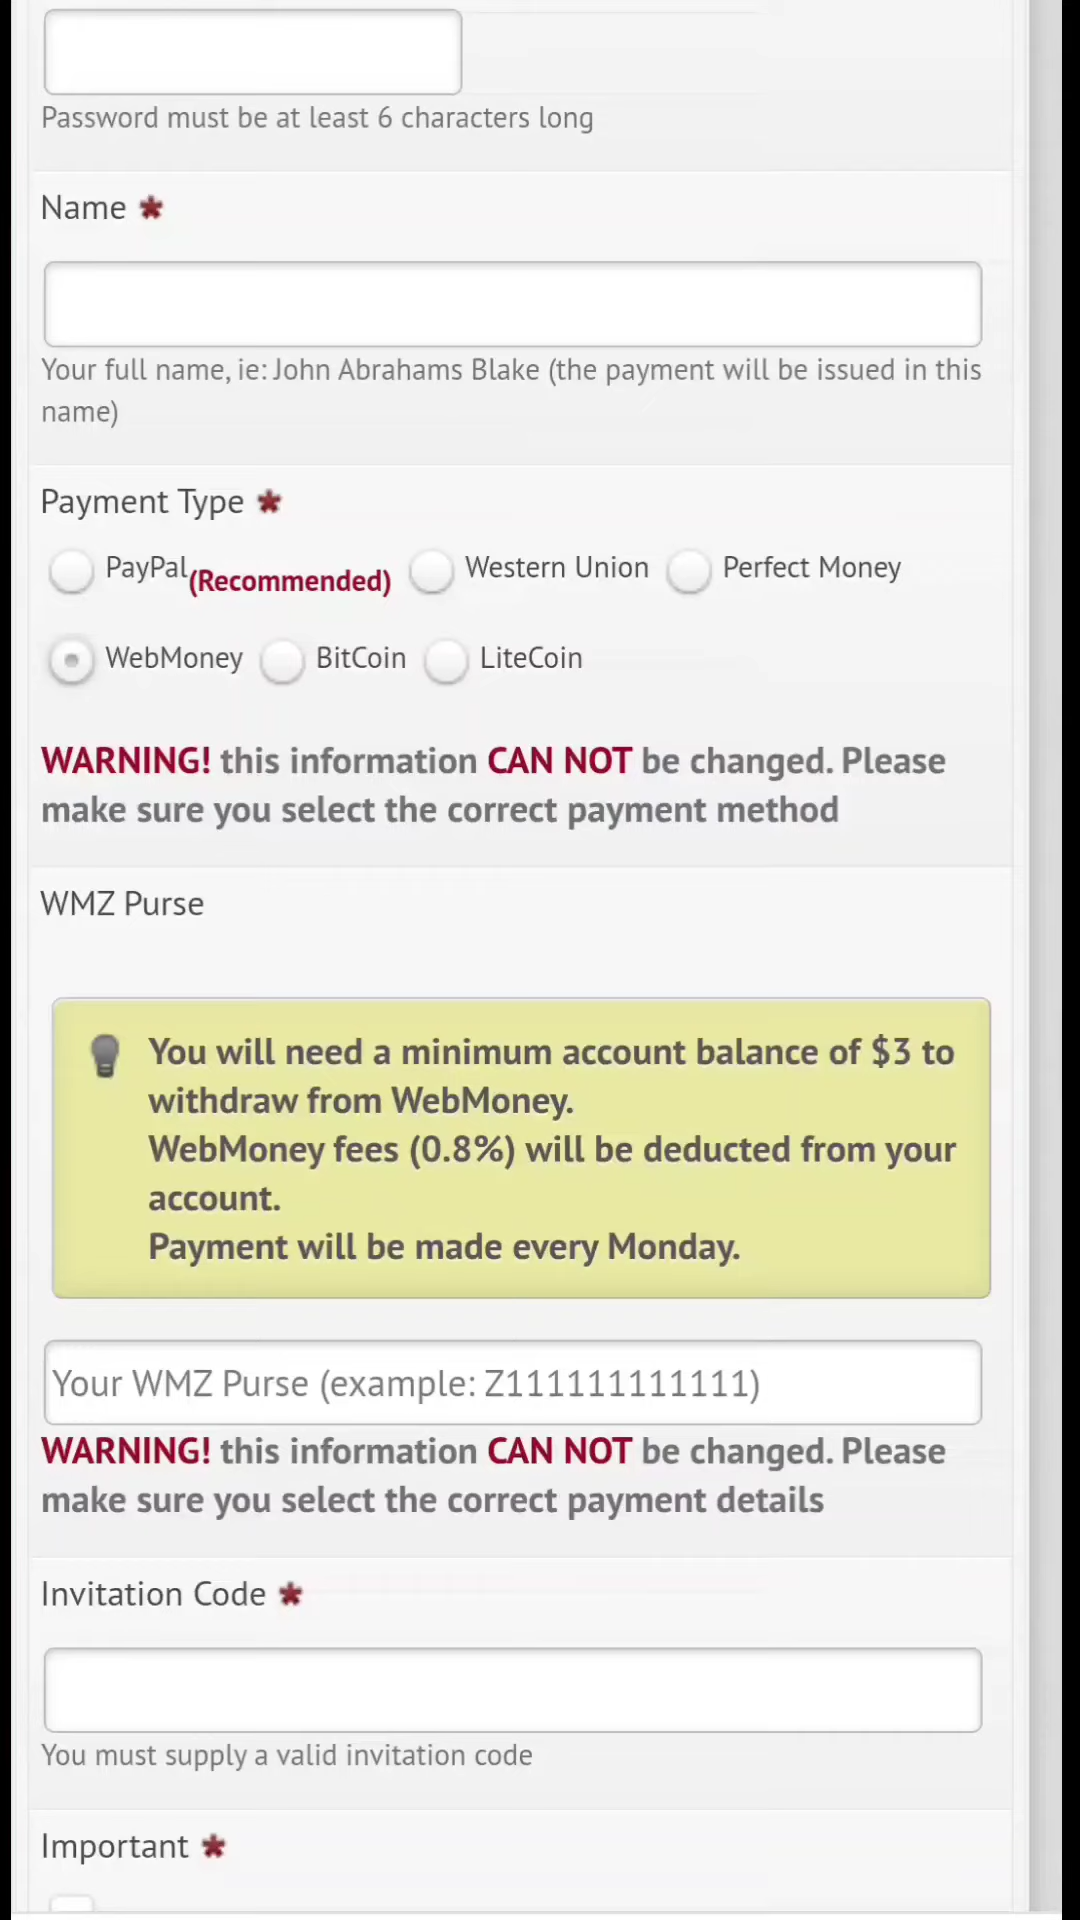 Password must be at least 6 characters long
Name *
Your full name, ie: John Abrahams Blake (the payment will be issued in this
name)
Payment Type *
PayPal(Recommended) Western Union Perfect Money
WebMoney BitCoin LiteCoin
WARNING! this information CAN NOT be changed. Please
make sure you select the correct payment method
WMZ Purse
You will need a minimum account balance of $3 to
withdraw from WebMoney.
WebMoney fees (0.8%) will be deducted from your
account.
Payment will be made every Monday.
Your WMZ Purse (example: Z111111111111)
WARNING! this information CAN NOT be changed. Please
make sure you select the correct payment details
Invitation Code *
You must supply a valid invitation code
Important *